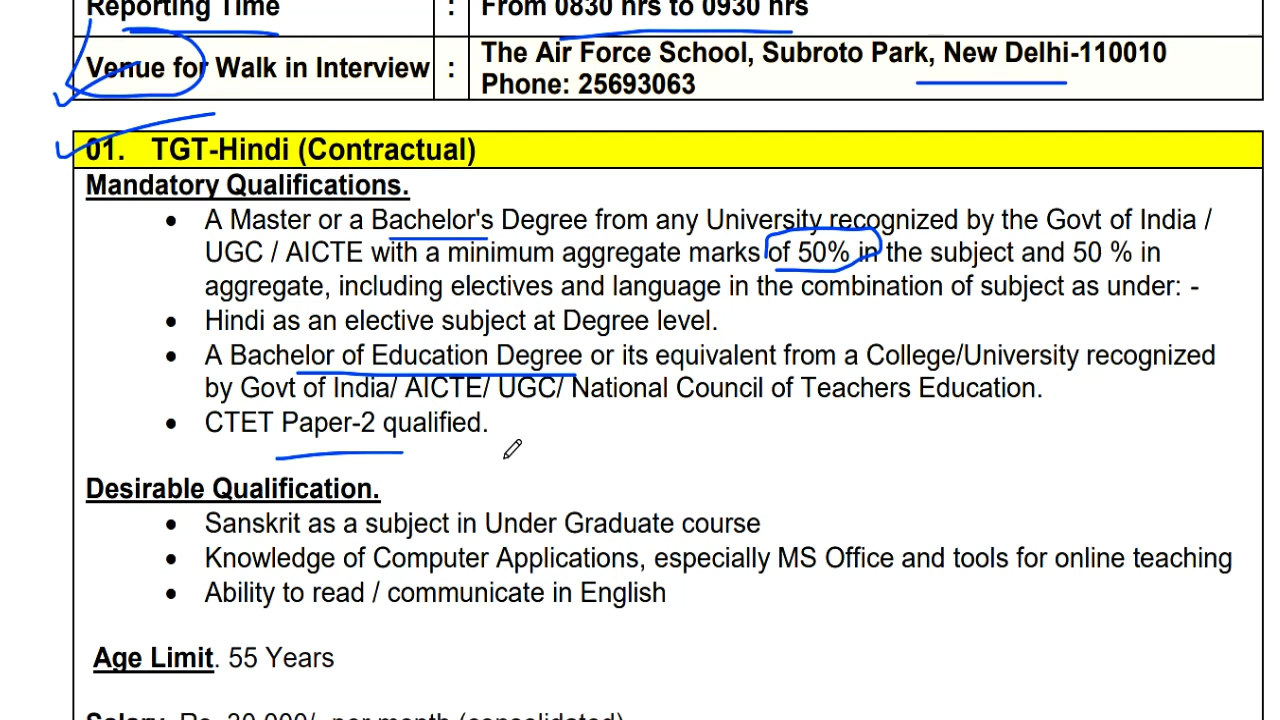 Reporting Time : From 0830 hrs to 0930 hrs
Venue for Walk in Interview : The Air Force School, Subroto Park, New Delhi-110010
Phone: 25693063
01. TGT-Hindi (Contractual)
Mandatory Qualifications.
• A Master or a Bachelor's Degree from any University recognized by the Govt of India /
UGC / AICTE with a minimum aggregate marks of 50% in the subject and 50 % in
aggregate, including electives and language in the combination of subject as under: -
• Hindi as an elective subject at Degree level.
• A Bachelor of Education Degree or its equivalent from a College/University recognized
by Govt of India/ AICTE/ UGC/ National Council of Teachers Education.
• CTET Paper-2 qualified.
Desirable Qualification.
• Sanskrit as a subject in Under Graduate course
• Knowledge of Computer Applications, especially MS Office and tools for online teaching
• Ability to read / communicate in English
Age Limit. 55 Years
Salary. Rs. 30,000/- per month (consolidated)